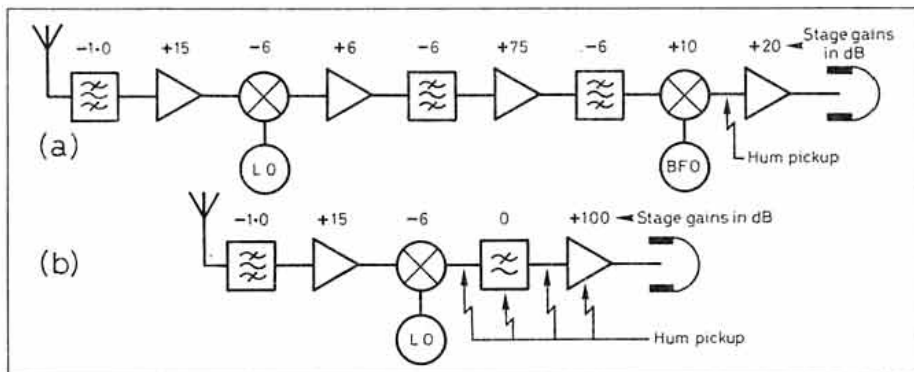 -1·0 +15 -6 +6 -6 +75 -6 +10 +20 Stage gains
in dB
(a)
LO BFO
Hum pickup
-1·0 +15 -6 0 +100 Stage gains in dB
(b)
LO
Hum pickup